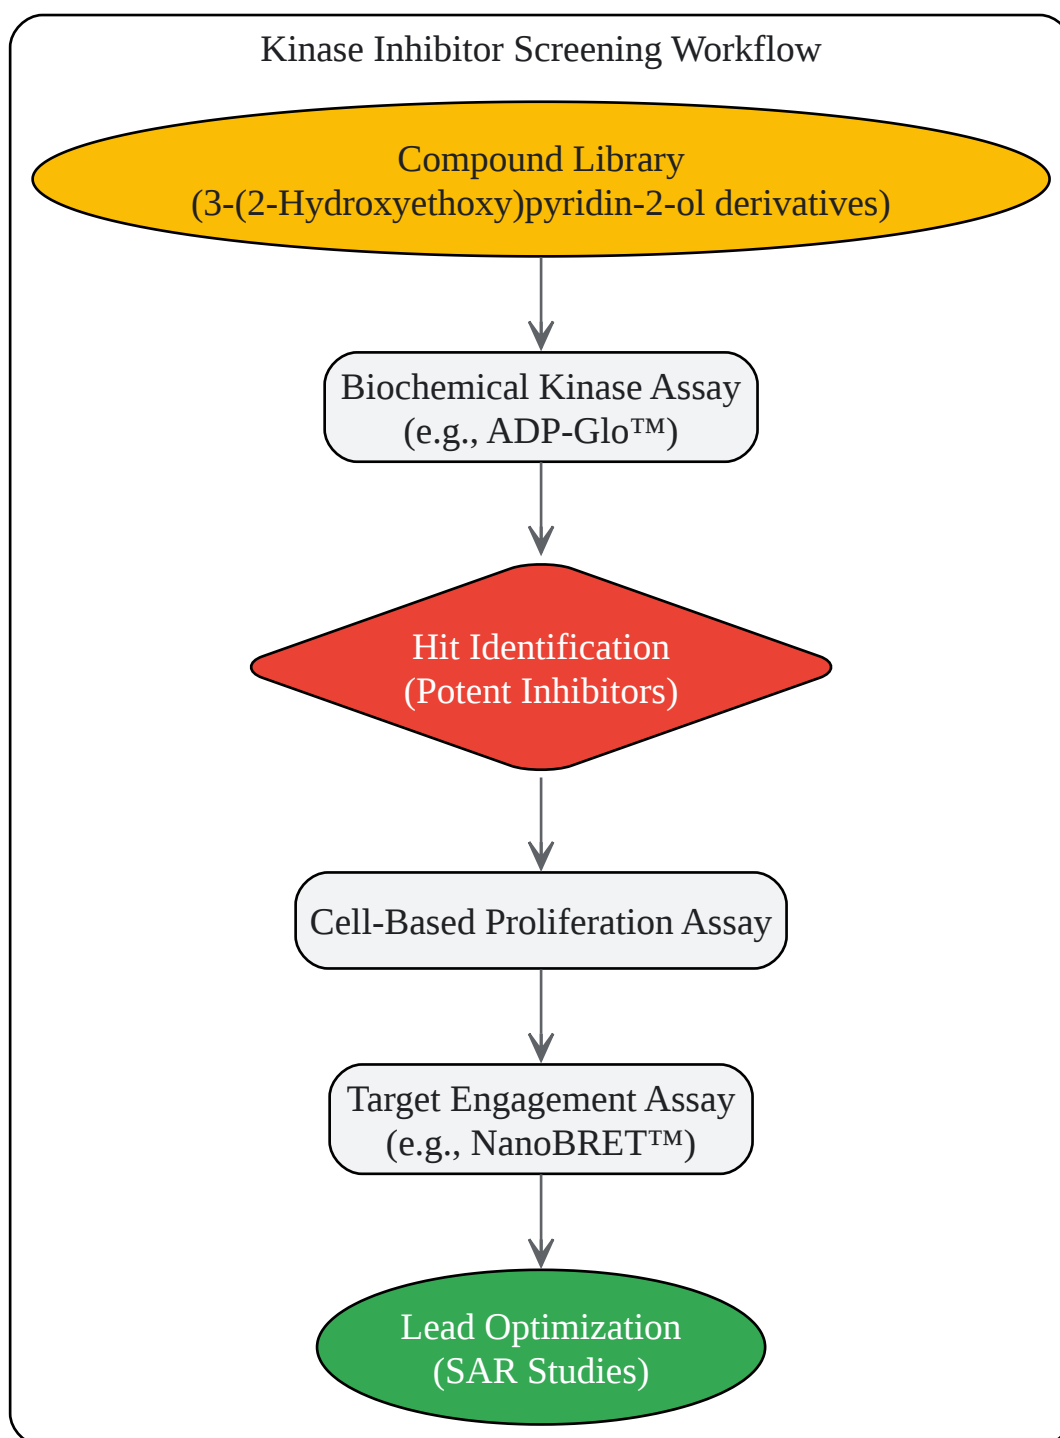 Kinase Inhibitor Screening Workflow
Compound Library
(3-(2-Hydroxyethoxy)pyridin-2-ol derivatives)
Biochemical Kinase Assay
(e.g., ADP-Glo™)
Hit Identification
(Potent Inhibitors)
Cell-Based Proliferation Assay
Target Engagement Assay
(e.g., NanoBRET™)
Lead Optimization
(SAR Studies)